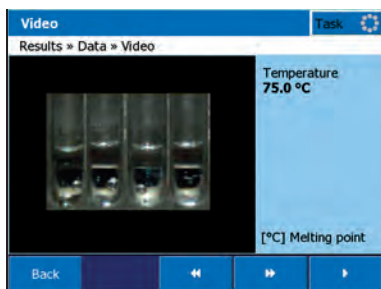 Video
Task
Results » Data » Video
Temperature
75.0 °C
[°C] Melting point
Back